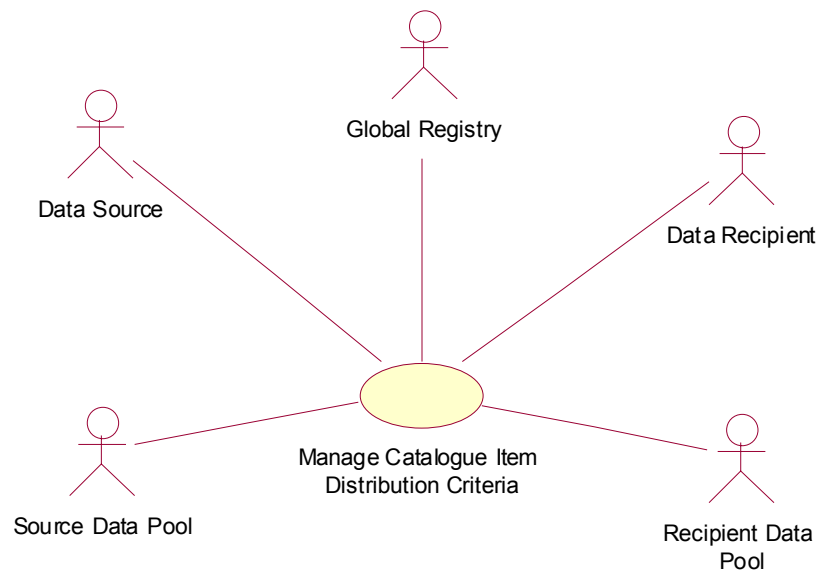 Global Registry
Data Source
Data Recipient
Manage Catalogue Item
Distribution Criteria
Source Data Pool
Recipient Data
Pool